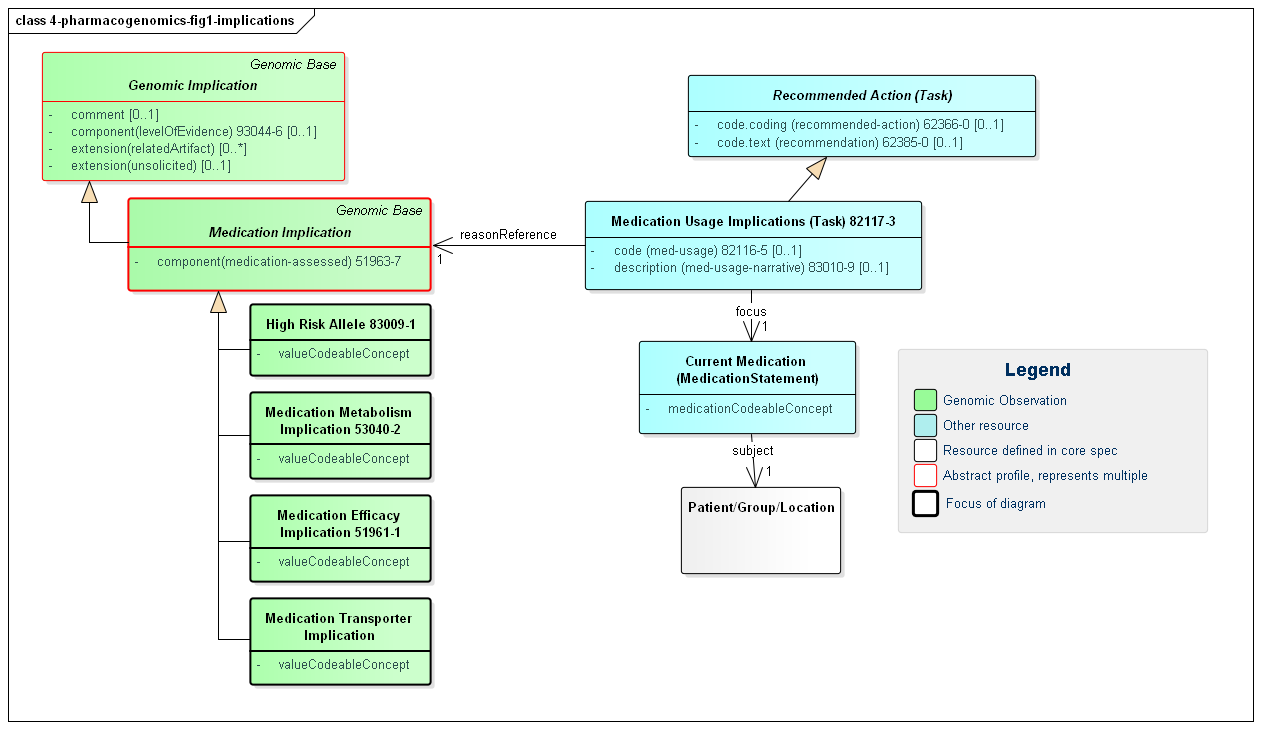 class 4-pharmacogenomics-fig1-implications
Genomic Base
Genomic Implication
- comment [0..1]
- component(levelOfEvidence) 93044-6 [0..1]
- extension(relatedArtifact) [0..*]
- extension(unsolicited) [0..1]
Recommended Action (Task)
- code.coding (recommended-action) 62366-0 [0..1]
- code.text (recommendation) 62385-0 [0..1]
Genomic Base
Medication Implication
- component(medication-assessed) 51963-7
reasonReference
1
Medication Usage Implications (Task) 82117-3
- code (med-usage) 82116-5 [0..1]
- description (med-usage-narrative) 83010-9 [0..1]
focus
1
High Risk Allele 83009-1
- valueCodeableConcept
Medication Metabolism
Implication 53040-2
- valueCodeableConcept
Medication Efficacy
Implication 51961-1
- valueCodeableConcept
Medication Transporter
Implication
- valueCodeableConcept
Current Medication
(MedicationStatement)
- medicationCodeableConcept
subject
1
Patient/Group/Location
Legend
Genomic Observation
Other resource
Resource defined in core spec
Abstract profile, represents multiple
Focus of diagram